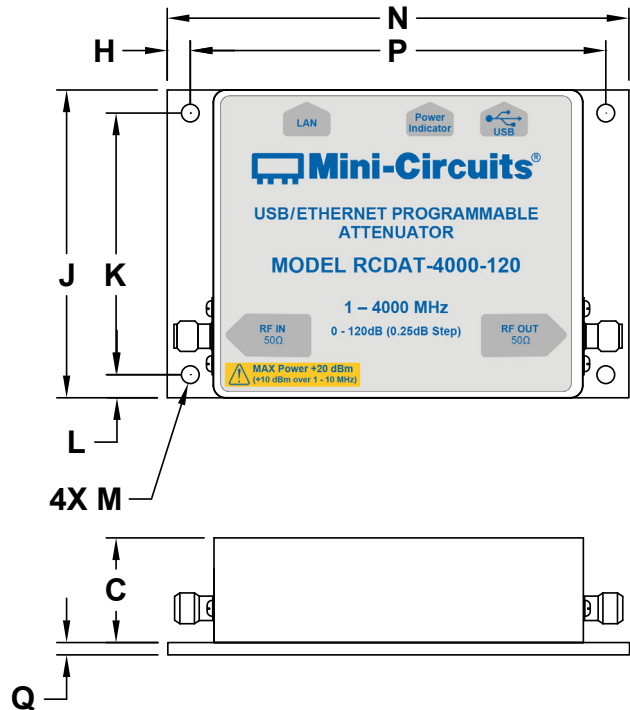 N
H
P
LAN
Power
Indicator
USB
Mini-Circuits®
USB/ETHERNET PROGRAMMABLE
ATTENUATOR
MODEL RCDAT-4000-120
J
K
1 – 4000 MHz
RF IN
50Ω
0 - 120dB (0.25dB Step)
RF OUT
50Ω
MAX Power +20 dBm
(+10 dBm over 1 - 10 MHz)
L
4X M
C
Q